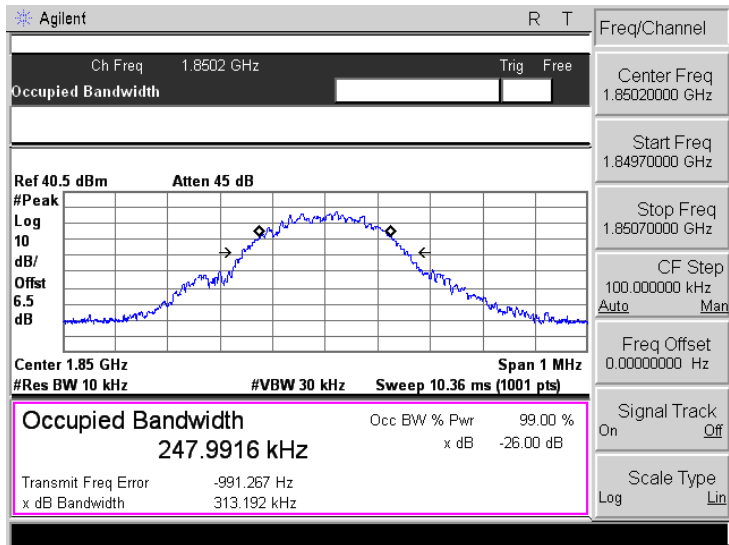 Agilent R T
Freq/Channel
Ch Freq 1.8502 GHz Trig Free
Occupied Bandwidth
Center Freq
1.85020000 GHz
Start Freq
1.84970000 GHz
Stop Freq
1.85070000 GHz
CF Step
100.000000 kHz
Auto Man
Freq Offset
0.00000000 Hz
Signal Track
On Off
Scale Type
Log Lin
Ref 40.5 dBm Atten 45 dB
#Peak
Log
10
dB/
Offst
6.5
dB
Center 1.85 GHz Span 1 MHz
#Res BW 10 kHz #VBW 30 kHz Sweep 10.36 ms (1001 pts)
Occupied Bandwidth
247.9916 kHz
Occ BW % Pwr 99.00 %
x dB -26.00 dB
Transmit Freq Error -991.267 Hz
x dB Bandwidth 313.192 kHz